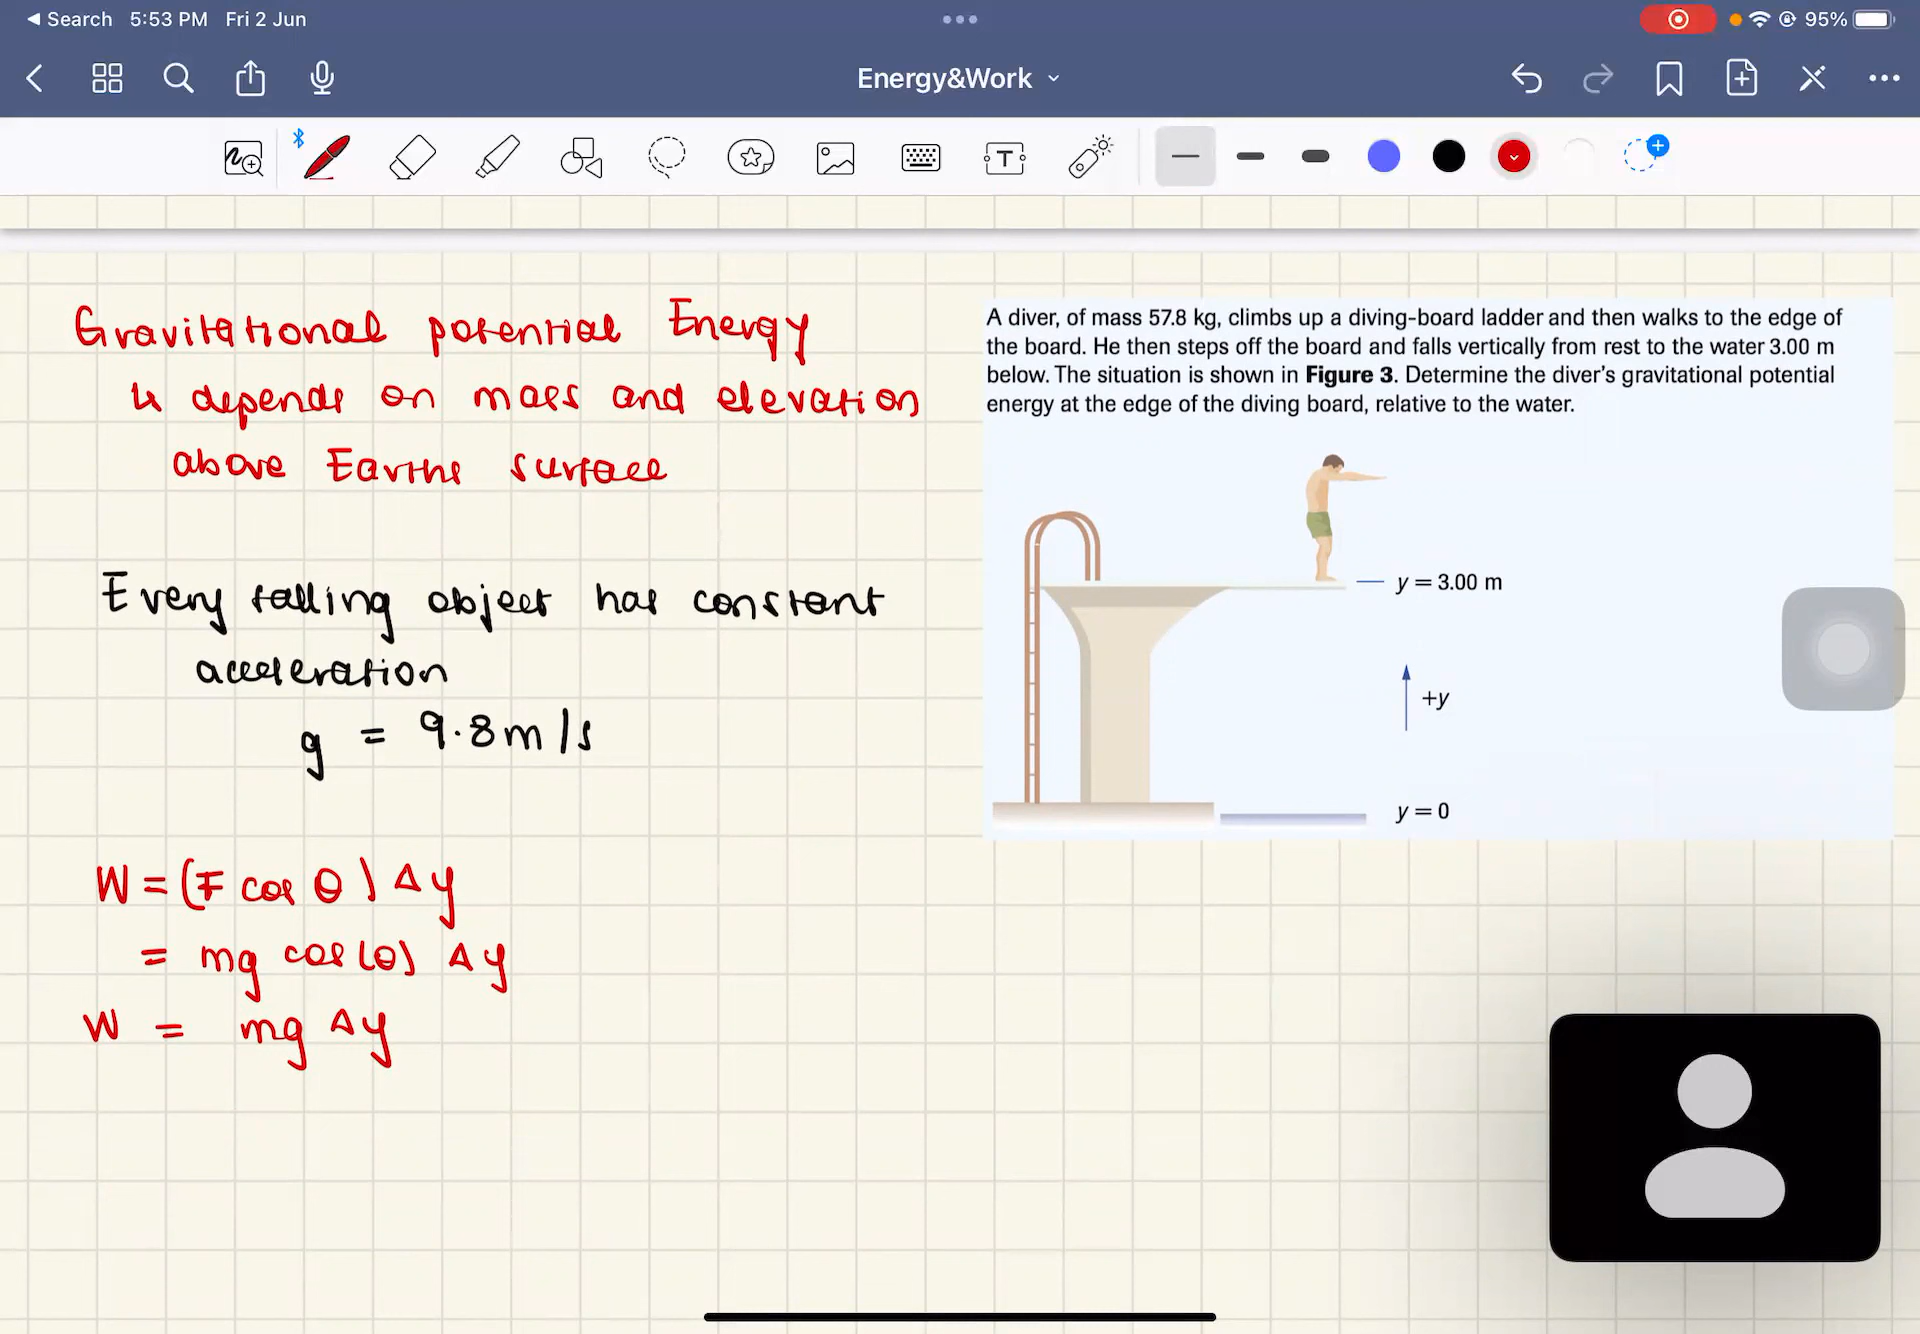 Search 5:53 PM Fri 2 Jun
95%
Energy&Work
T
Gravitational potential Energy
↳ depends on mass and elevation
above Earths surface
Every falling object has constant
acceleration
g = 9.8m/s
W = (F cos θ) Δy
= mg cos(0) Δy
W = mg Δy
A diver, of mass 57.8 kg, climbs up a diving-board ladder and then walks to the edge of
the board. He then steps off the board and falls vertically from rest to the water 3.00 m
below. The situation is shown in Figure 3. Determine the diver's gravitational potential
energy at the edge of the diving board, relative to the water.
y = 3.00 m
+y
y = 0